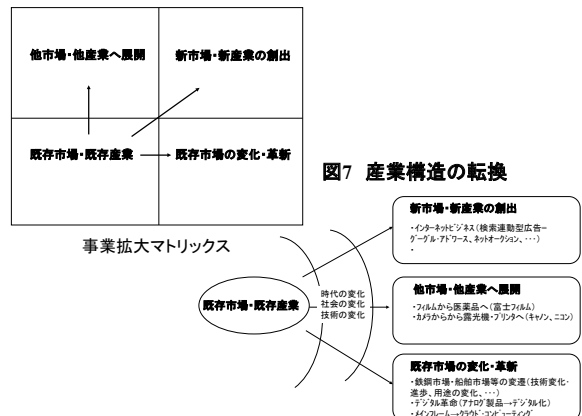 他市場・他産業へ展開
新市場・新産業の創出
既存市場・既存産業
既存市場の変化・革新
事業拡大マトリックス
図7 産業構造の転換
既存市場・既存産業
時代の変化
社会の変化
技術の変化
新市場・新産業の創出
・インターネットビジネス(検索連動型広告ー
グーグル・アドワーズ、ネットオークション、・・・)
・
他市場・他産業へ展開
・フィルムから医薬品へ(富士フィルム)
・カメラからから露光機・プリンタへ(キャノン、ニコン)
既存市場の変化・革新
・鉄鋼市場・船舶市場等の変遷(技術変化・
進歩、用途の変化、・・・)
・デジタル革命(アナログ製品→デジタル化)
・メインフレーム→クラウド・コンピューティング